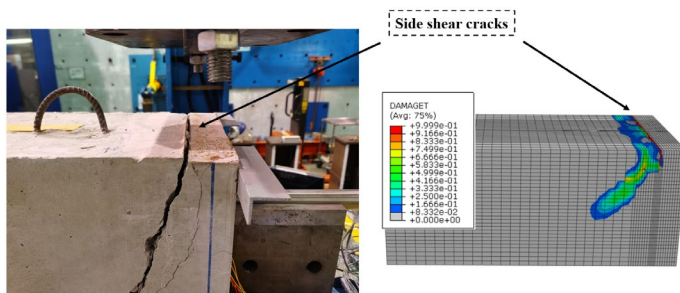 Side shear cracks
DAMAGET
(Avg: 75%)
+9.999e-01
+9.166e-01
+8.333e-01
+7.499e-01
+6.666e-01
+5.833e-01
+4.999e-01
+4.166e-01
+3.333e-01
+2.500e-01
+1.666e-01
+8.332e-02
+0.000e+00